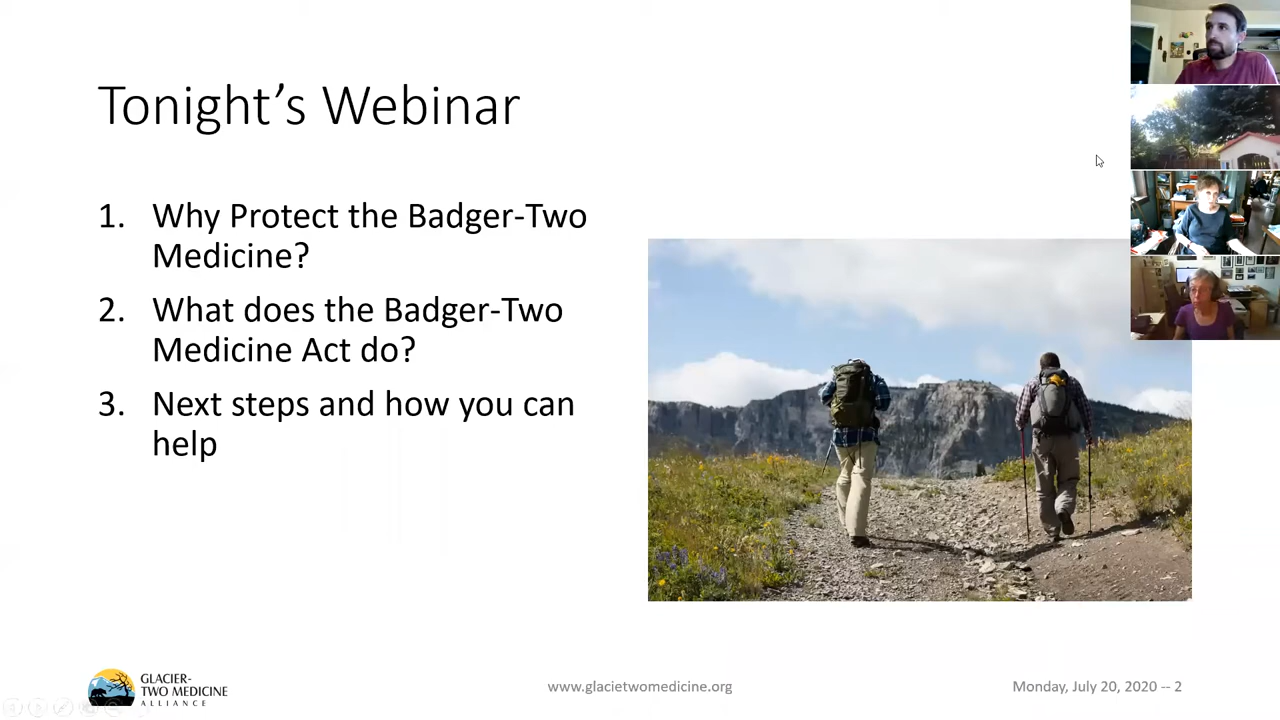 Tonight’s Webinar
1. Why Protect the Badger-Two
Medicine?
2. What does the Badger-Two
Medicine Act do?
3. Next steps and how you can
help
GLACIER-
TWO MEDICINE
ALLIANCE
www.glacietwomedicine.org
Monday, July 20, 2020 -- 2